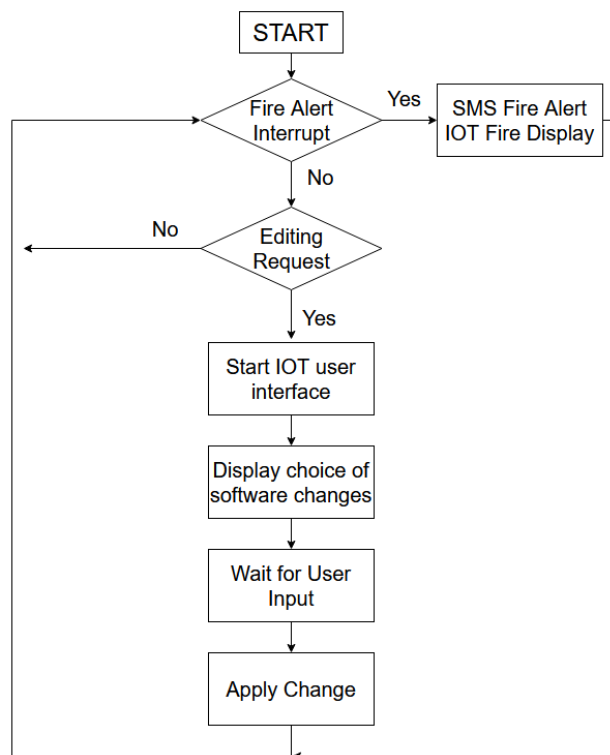 START
Fire Alert
Interrupt
Yes
SMS Fire Alert
IOT Fire Display
No
No
Editing
Request
Yes
Start IOT user
interface
Display choice of
software changes
Wait for User
Input
Apply Change